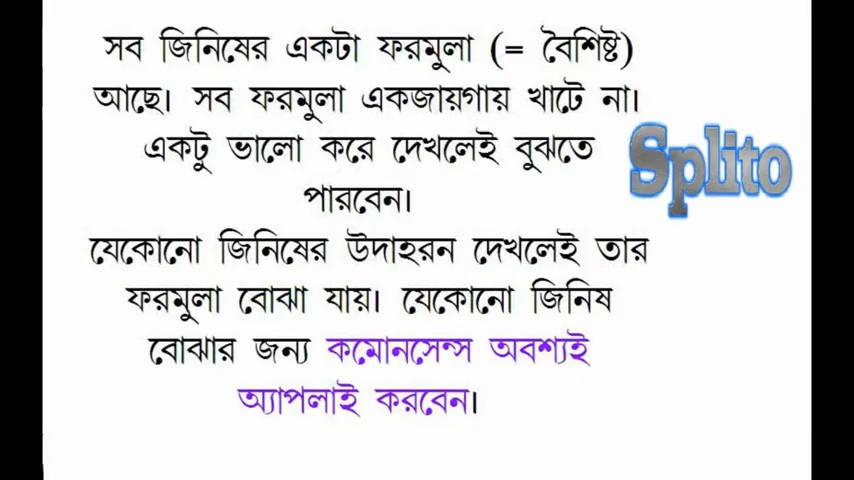 সব জিনিষের একটা ফরমুলা (= বৈশিষ্ট)
আছে। সব ফরমুলা একজায়গায় খাটে না।
একটু ভালো করে দেখলেই বুঝতে
পারবেন।
Splito
যেকোনো জিনিষের উদাহরন দেখলেই তার
ফরমুলা বোঝা যায়। যেকোনো জিনিষ
বোঝার জন্য কমোনসেন্স অবশ্যই
অ্যাপলাই করবেন।